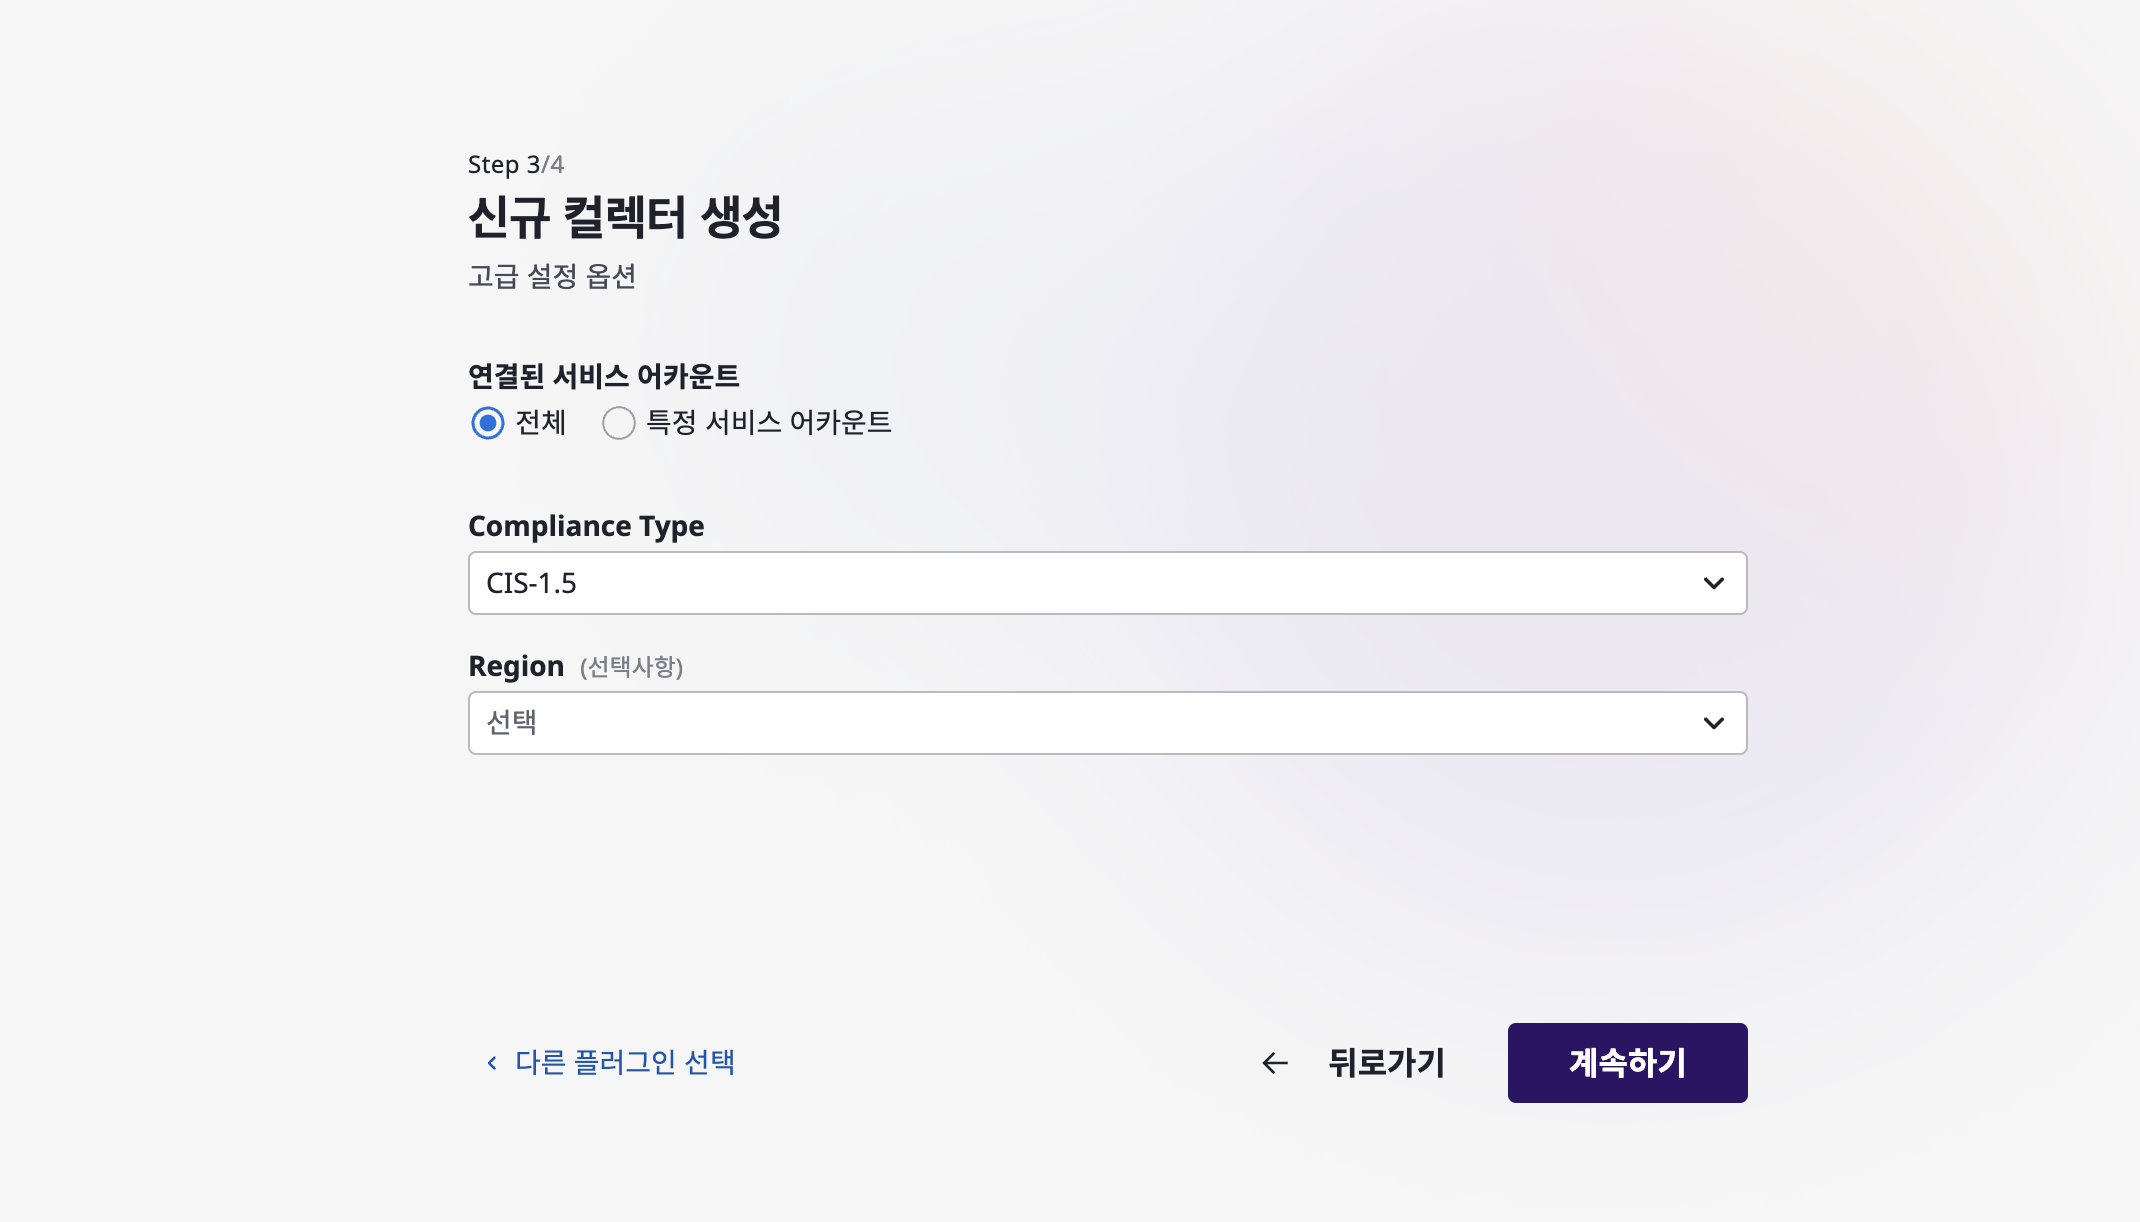 Step 3/4
신규 컬렉터 생성
고급 설정 옵션
연결된 서비스 어카운트
전체 특정 서비스 어카운트
Compliance Type
CIS-1.5
Region (선택사항)
선택
다른 플러그인 선택 뒤로가기 계속하기